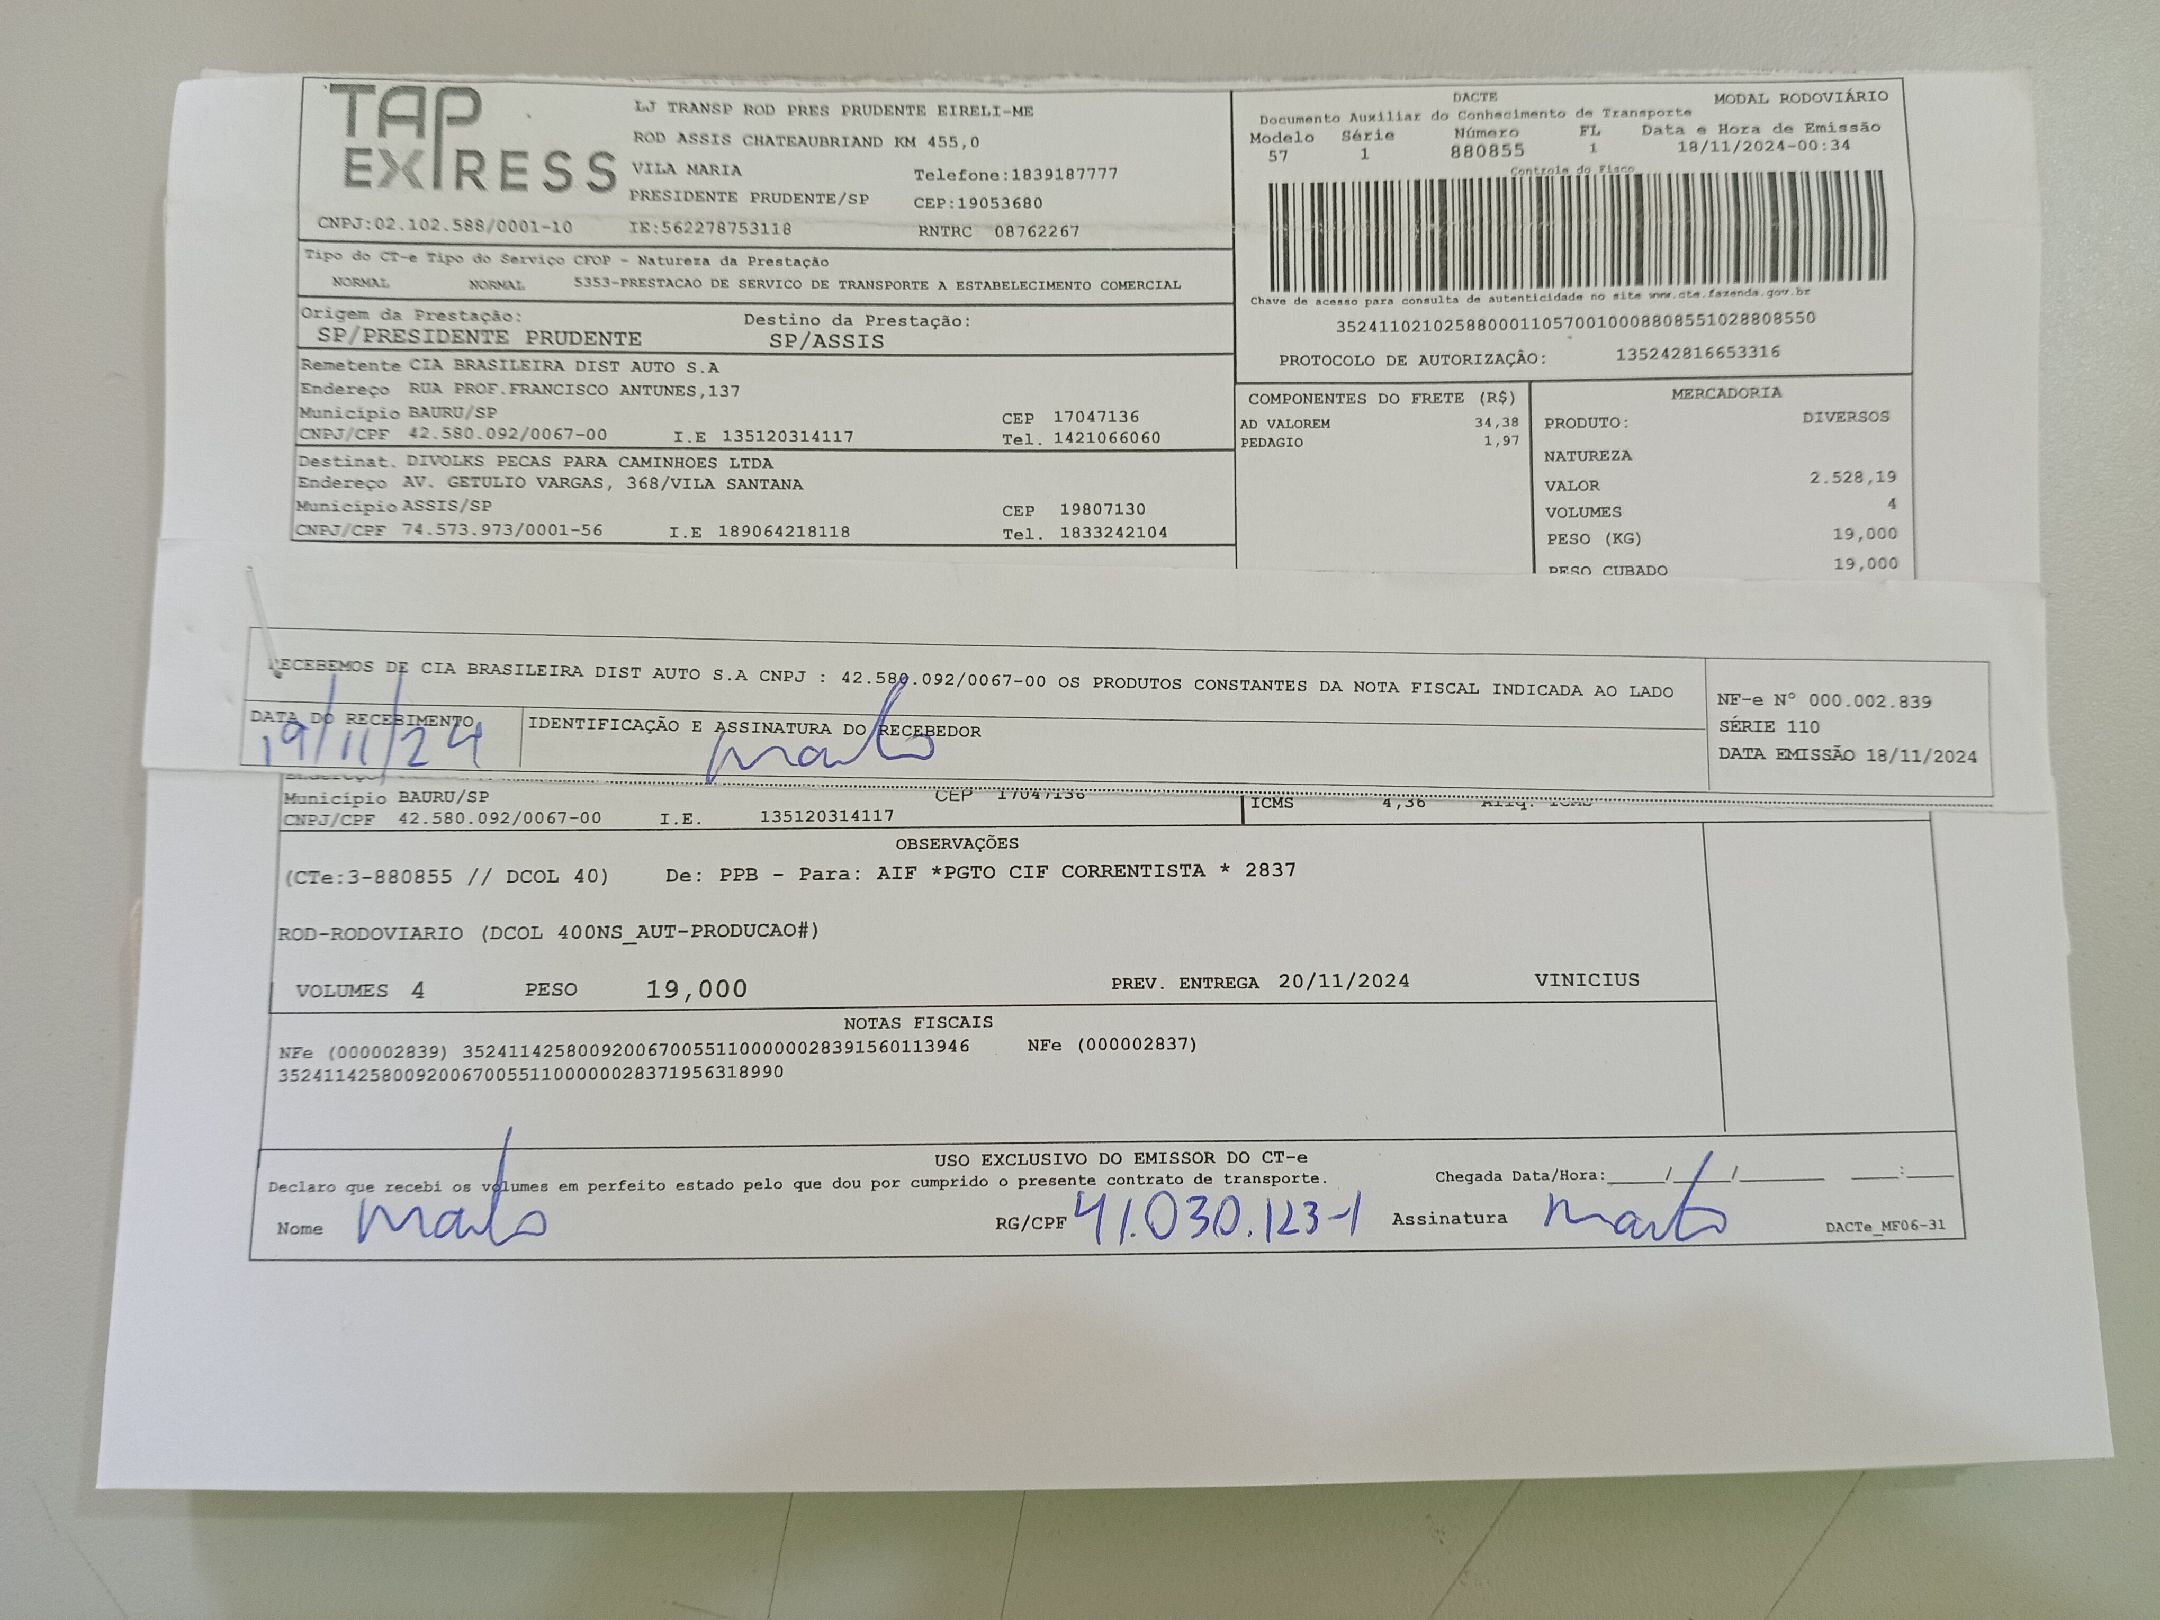 TAP EXPRESS
LJ TRANSP ROD PRES PRUDENTE EIRELI-ME
ROD ASSIS CHATEAUBRIAND KM 455,0
VILA MARIA Telefone:1839187777
PRESIDENTE PRUDENTE/SP CEP:19053680
CNPJ:02.102.588/0001-10 IE:562278753118 RNTRC 08762267
DACTE MODAL RODOVIÁRIO
Documento Auxiliar do Conhecimento de Transporte
Modelo Série Número FL Data e Hora de Emissão
57 1 880855 1 18/11/2024-00:34
Controle do Fisco
Chave de acesso para consulta de autenticidade no site www.cte.fazenda.gov.br
35241102102588000110570010008808551028808550
PROTOCOLO DE AUTORIZAÇÃO: 135242816653316
Tipo do CT-e Tipo do Serviço CFOP - Natureza da Prestação
NORMAL NORMAL 5353-PRESTACAO DE SERVICO DE TRANSPORTE A ESTABELECIMENTO COMERCIAL
Origem da Prestação: Destino da Prestação:
SP/PRESIDENTE PRUDENTE SP/ASSIS
Remetente CIA BRASILEIRA DIST AUTO S.A
Endereço RUA PROF.FRANCISCO ANTUNES,137
Município BAURU/SP CEP 17047136
CNPJ/CPF 42.580.092/0067-00 I.E 135120314117 Tel. 1421066060
Destinat. DIVOLKS PECAS PARA CAMINHOES LTDA
Endereço AV. GETULIO VARGAS, 368/VILA SANTANA
Município ASSIS/SP CEP 19807130
CNPJ/CPF 74.573.973/0001-56 I.E 189064218118 Tel. 1833242104
COMPONENTES DO FRETE (R$)
AD VALOREM 34,38
PEDAGIO 1,97
MERCADORIA
PRODUTO: DIVERSOS
NATUREZA
VALOR 2.528,19
VOLUMES 4
PESO (KG) 19,000
PESO CUBADO 19,000
RECEBEMOS DE CIA BRASILEIRA DIST AUTO S.A CNPJ : 42.580.092/0067-00 OS PRODUTOS CONSTANTES DA NOTA FISCAL INDICADA AO LADO
DATA DO RECEBIMENTO IDENTIFICAÇÃO E ASSINATURA DO RECEBEDOR
19/11/24
NF-e Nº 000.002.839
SÉRIE 110
DATA EMISSÃO 18/11/2024
Endereço
Município BAURU/SP CEP 17047136
CNPJ/CPF 42.580.092/0067-00 I.E. 135120314117
ICMS 4,36 Aliq. ICMS
OBSERVAÇÕES
(CTe:3-880855 // DCOL 40) De: PPB - Para: AIF *PGTO CIF CORRENTISTA * 2837
ROD-RODOVIARIO (DCOL 400NS_AUT-PRODUCAO#)
VOLUMES 4 PESO 19,000 PREV. ENTREGA 20/11/2024 VINICIUS
NOTAS FISCAIS
NFe (000002839) 35241142580092006700551100000028391560113946 NFe (000002837)
35241142580092006700551100000028371956318990
USO EXCLUSIVO DO EMISSOR DO CT-e
Declaro que recebi os volumes em perfeito estado pelo que dou por cumprido o presente contrato de transporte. Chegada Data/Hora:____/____/______ ____:____
Nome RG/CPF 41.030.123-1 Assinatura DACTe_MF06-31